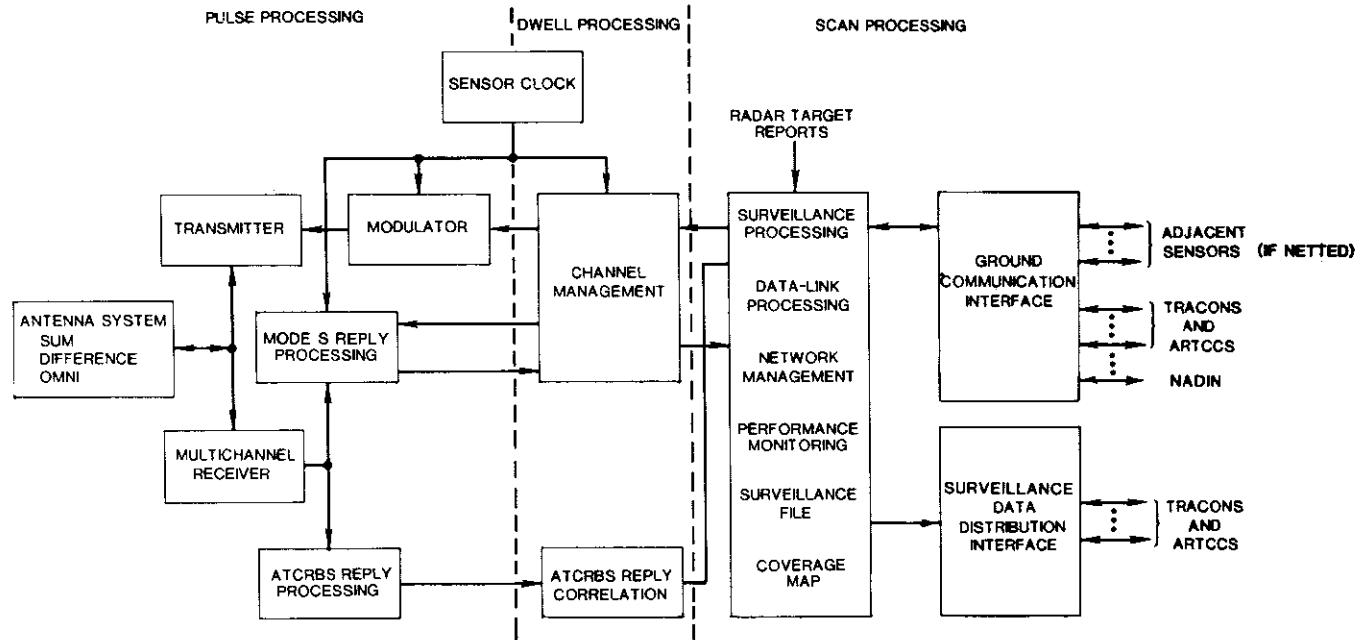 PULSE PROCESSING
DWELL PROCESSING
SCAN PROCESSING
SENSOR CLOCK
RADAR TARGET
REPORTS
TRANSMITTER
MODULATOR
CHANNEL
MANAGEMENT
SURVEILLANCE
PROCESSING
DATA-LINK
PROCESSING
NETWORK
MANAGEMENT
PERFORMANCE
MONITORING
SURVEILLANCE
FILE
COVERAGE
MAP
GROUND
COMMUNICATION
INTERFACE
ADJACENT
SENSORS (IF NETTED)
TRACONS
AND
ARTCCS
NADIN
ANTENNA SYSTEM
SUM
DIFFERENCE
OMNI
MODE S REPLY
PROCESSING
MULTICHANNEL
RECEIVER
ATCRBS REPLY
PROCESSING
ATCRBS REPLY
CORRELATION
SURVEILLANCE
DATA
DISTRIBUTION
INTERFACE
TRACONS
AND
ARTCCS